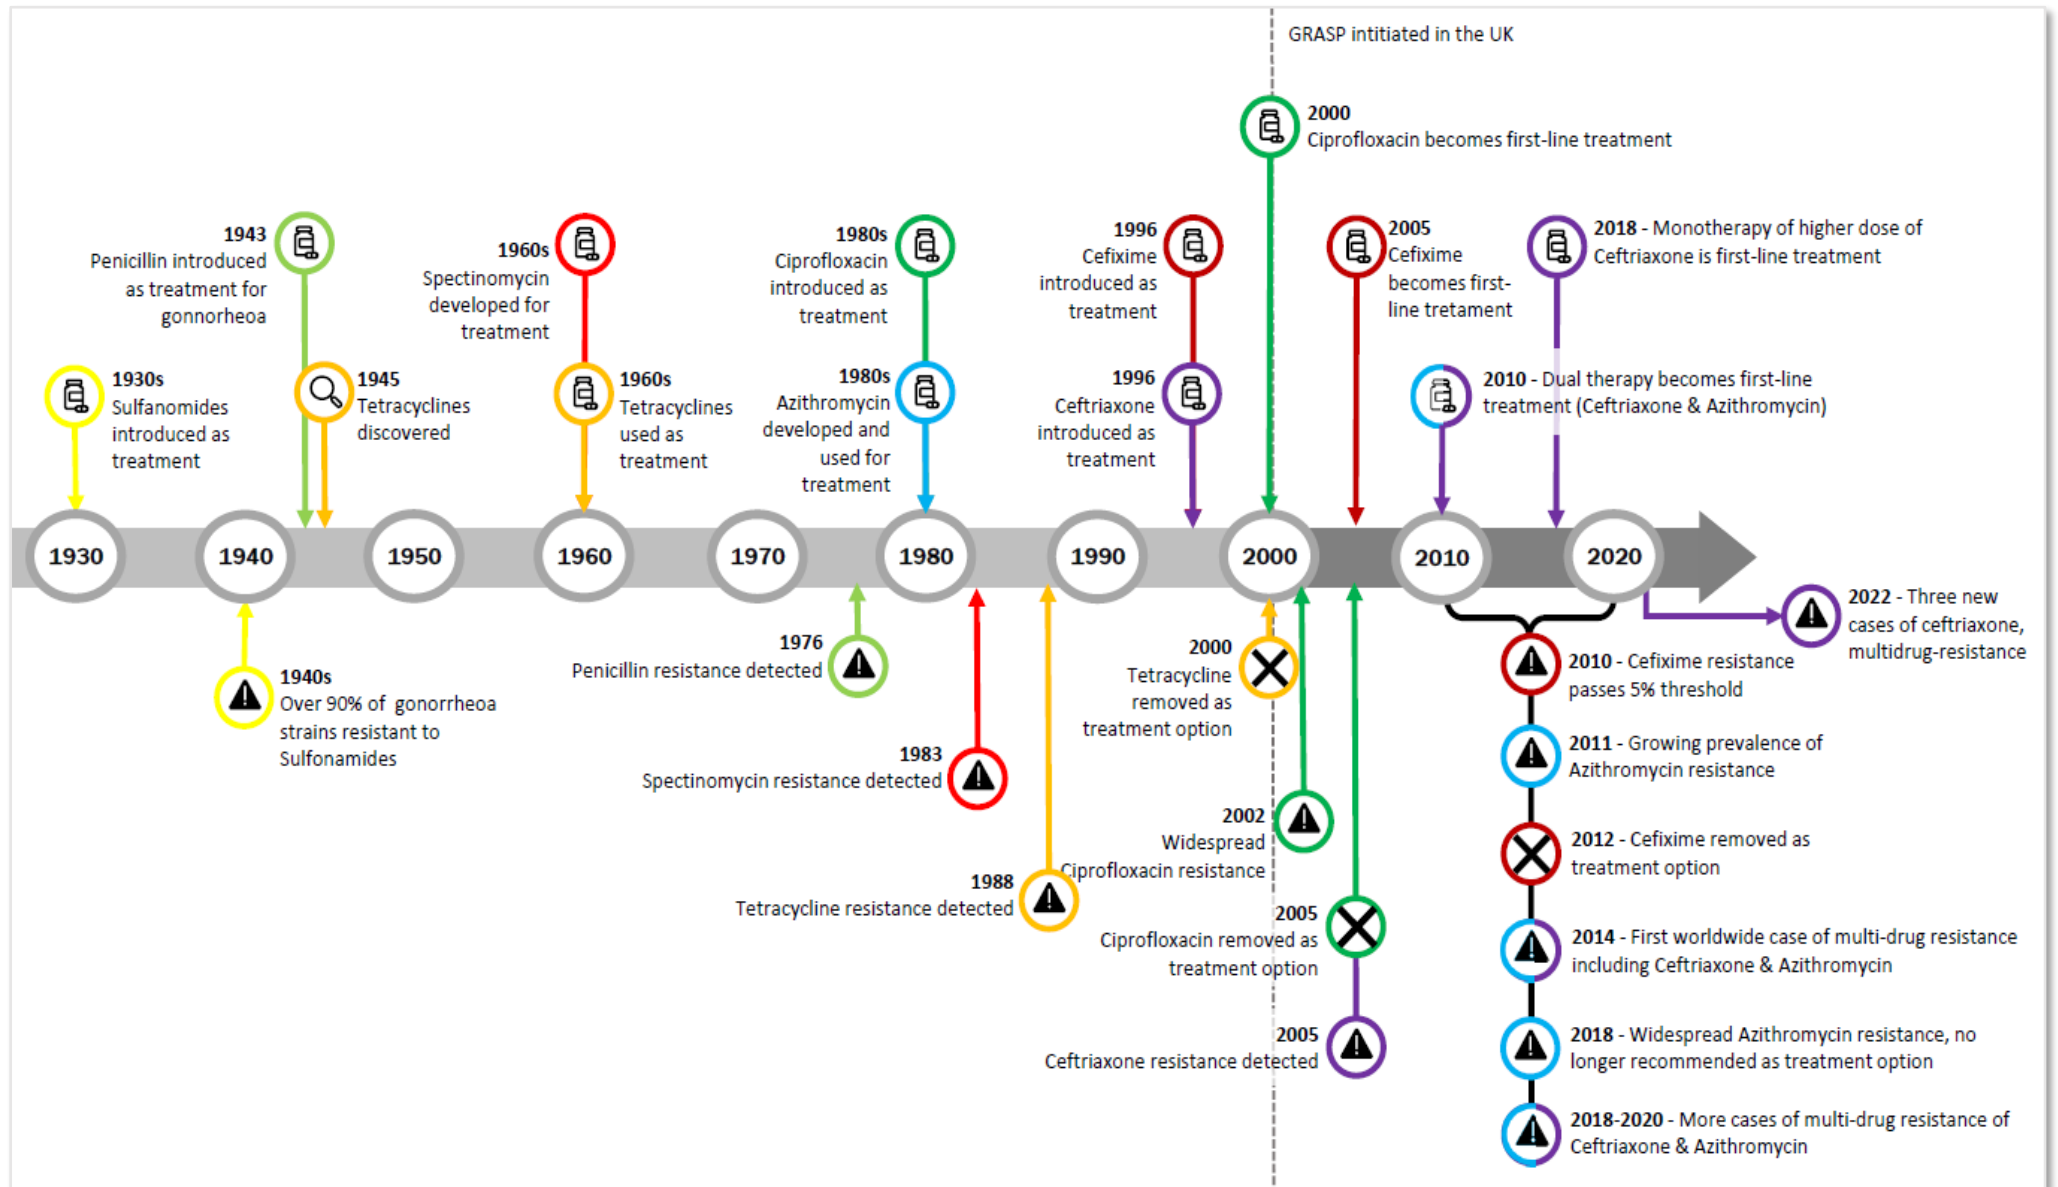 GRASP intitiated in the UK
2000
Ciprofloxacin becomes first-line treatment
1943
Penicillin introduced
as treatment for
gonnorheoa
1960s
Spectinomycin
developed for
treatment
1980s
Ciprofloxacin
introduced as
treatment
1996
Cefixime
introduced as
treatment
2005
Cefixime
becomes first-
line tretament
2018 - Monotherapy of higher dose of
Ceftriaxone is first-line treatment
1930s
Sulfanomides
introduced as
treatment
1945
Tetracyclines
discovered
1960s
Tetracyclines
used as
treatment
1980s
Azithromycin
developed and
used for
treatment
1996
Ceftriaxone
introduced as
treatment
2010 - Dual therapy becomes first-line
treatment (Ceftriaxone & Azithromycin)
1930
1940
1950
1960
1970
1980
1990
2000
2010
2020
1940s
Over 90% of gonorrheoa
strains resistant to
Sulfonamides
1976
Penicillin resistance detected
1983
Spectinomycin resistance detected
1988
Tetracycline resistance detected
2000
Tetracycline
removed as
treatment option
2002
Widespread
Ciprofloxacin resistance
2005
Ciprofloxacin removed as
treatment option
2005
Ceftriaxone resistance detected
2022 - Three new
cases of ceftriaxone,
multidrug-resistance
2010 - Cefixime resistance
passes 5% threshold
2011 - Growing prevalence of
Azithromycin resistance
2012 - Cefixime removed as
treatment option
2014 - First worldwide case of multi-drug resistance
including Ceftriaxone & Azithromycin
2018 - Widespread Azithromycin resistance, no
longer recommended as treatment option
2018-2020 - More cases of multi-drug resistance of
Ceftriaxone & Azithromycin